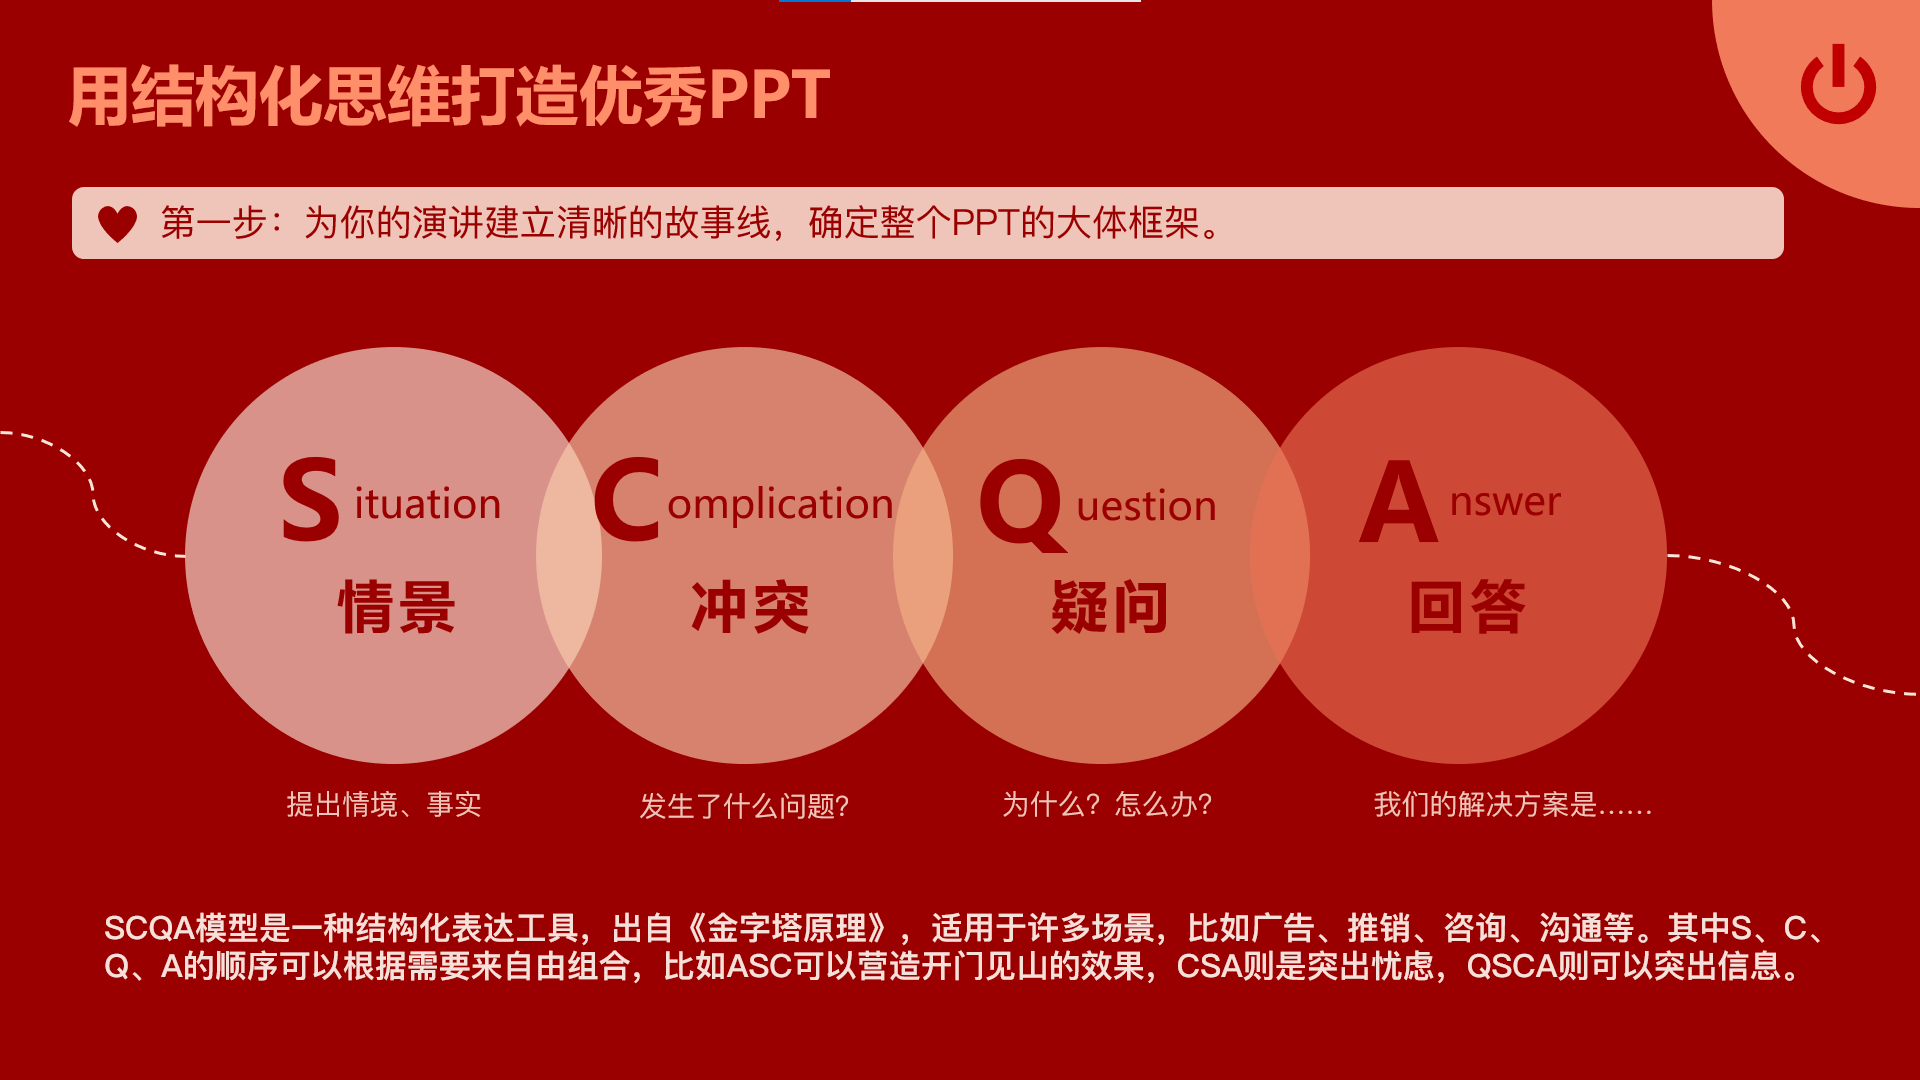 用结构化思维打造优秀PPT
第一步：为你的演讲建立清晰的故事线，确定整个PPT的大体框架。
Situation
情景
Complication
冲突
Question
疑问
Answer
回答
提出情境、事实
发生了什么问题？
为什么？怎么办？
我们的解决方案是……
SCQA模型是一种结构化表达工具，出自《金字塔原理》，适用于许多场景，比如广告、推销、咨询、沟通等。其中S、C、
Q、A的顺序可以根据需要来自由组合，比如ASC可以营造开门见山的效果，CSA则是突出忧虑，QSCA则可以突出信息。